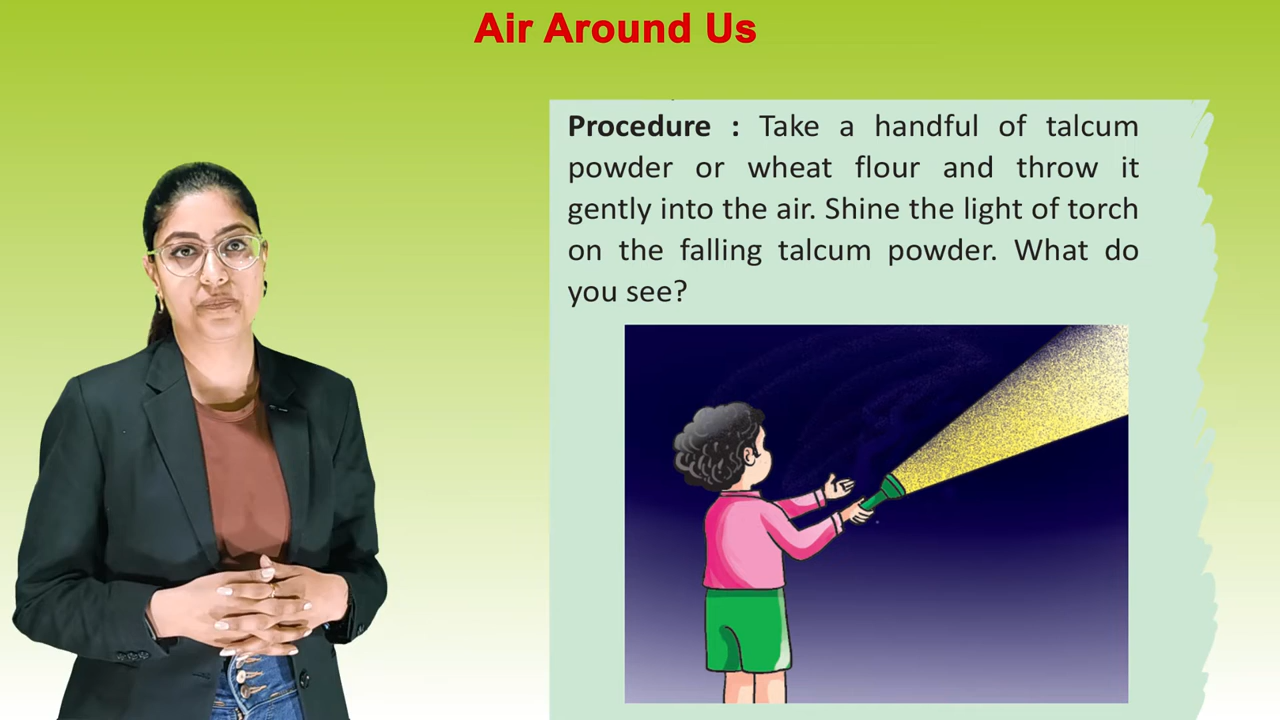 Air Around Us
Procedure : Take a handful of talcum
powder or wheat flour and throw it
gently into the air. Shine the light of torch
on the falling talcum powder. What do
you see?